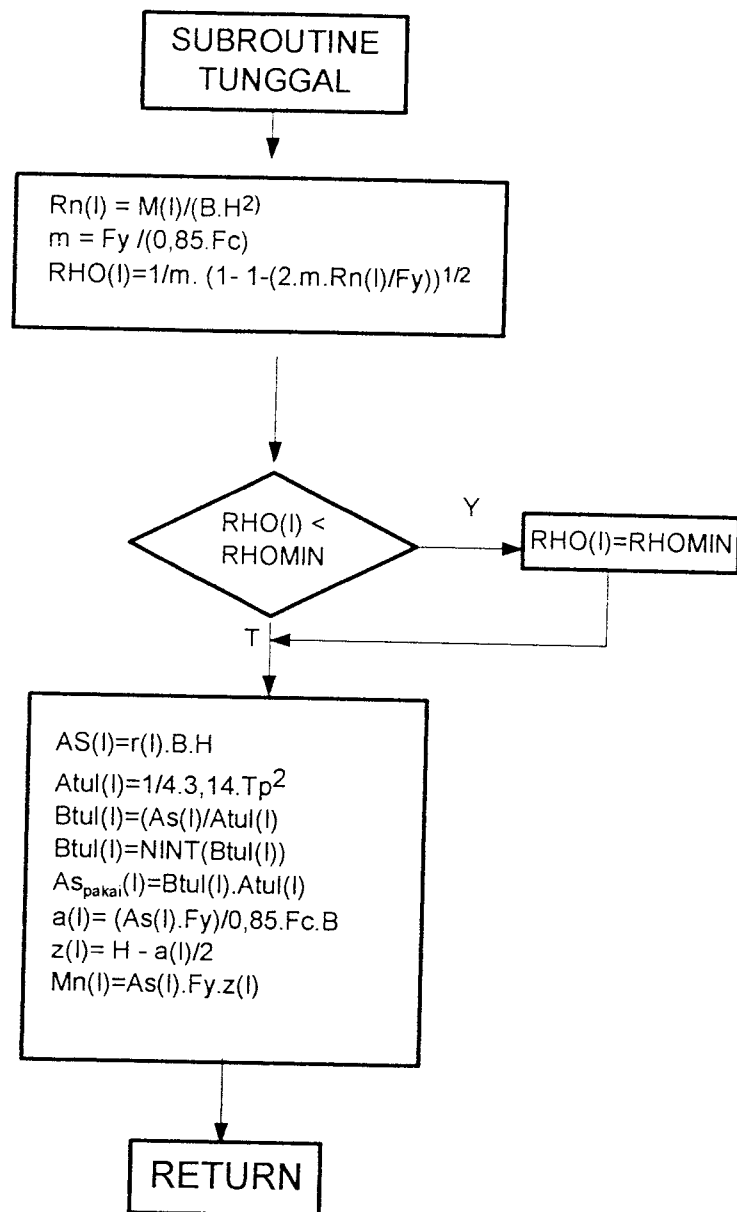 SUBROUTINE
TUNGGAL
Rn(I) = M(I)/(B.H²)
m = Fy /(0,85.Fc)
RHO(I)=1/m. (1- 1-(2.m.Rn(I)/Fy))¹/²
RHO(I) <
RHOMIN
Y
RHO(I)=RHOMIN
T
AS(I)=r(I).B.H
Atul(I)=1/4.3,14.Tp²
Btul(I)=(As(I)/Atul(I)
Btul(I)=NINT(Btul(I))
As_pakai(I)=Btul(I).Atul(I)
a(I)= (As(I).Fy)/0,85.Fc.B
z(I)= H - a(I)/2
Mn(I)=As(I).Fy.z(I)
RETURN